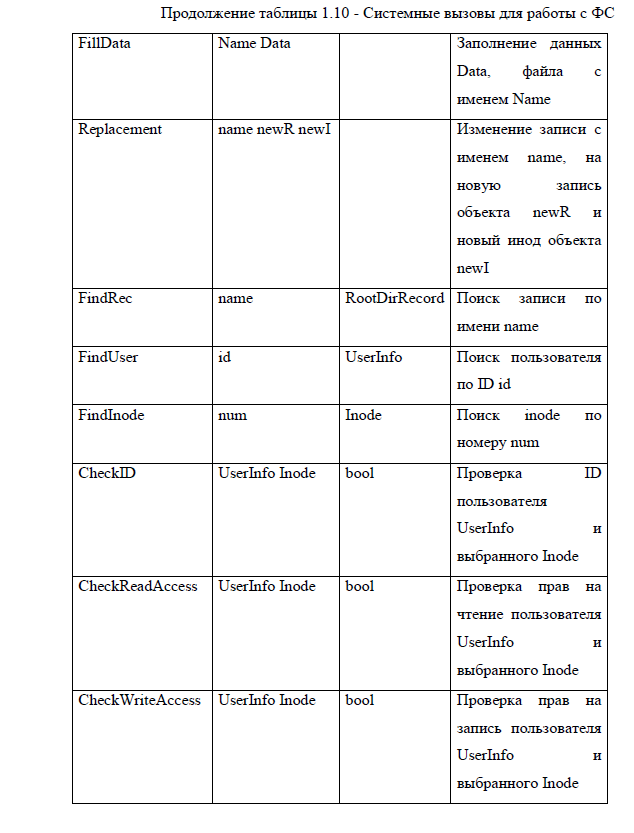 Продолжение таблицы 1.10 - Системные вызовы для работы с ФС
FillData Name Data Заполнение данных
Data, файла с
именем Name
Replacement name newR newI Изменение записи с
именем name, на
новую запись
объекта newR и
новый инод объекта
newI
FindRec name RootDirRecord Поиск записи по
имени name
FindUser id UserInfo Поиск пользователя
по ID id
FindInode num Inode Поиск inode по
номеру num
CheckID UserInfo Inode bool Проверка ID
пользователя
UserInfo и
выбранного Inode
CheckReadAccess UserInfo Inode bool Проверка прав на
чтение пользователя
UserInfo и
выбранного Inode
CheckWriteAccess UserInfo Inode bool Проверка прав на
запись пользователя
UserInfo и
выбранного Inode